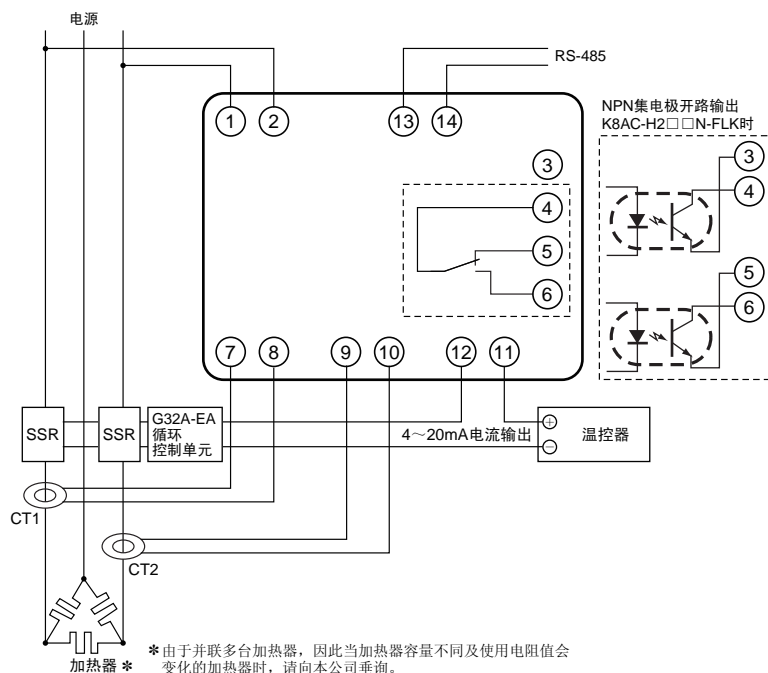 电源
RS-485
① ② ⑬ ⑭
NPN集电极开路输出
K8AC-H2□□N-FLK时
③
④
⑤
⑥
③
④
⑤
⑥
⑦ ⑧ ⑨ ⑩ ⑫ ⑪
SSR
SSR
G32A-EA
循环
控制单元
4～20mA电流输出
＋
－
温控器
CT1
CT2
加热器＊
＊由于并联多台加热器，因此当加热器容量不同及使用电阻值会
变化的加热器时，请向本公司垂询。